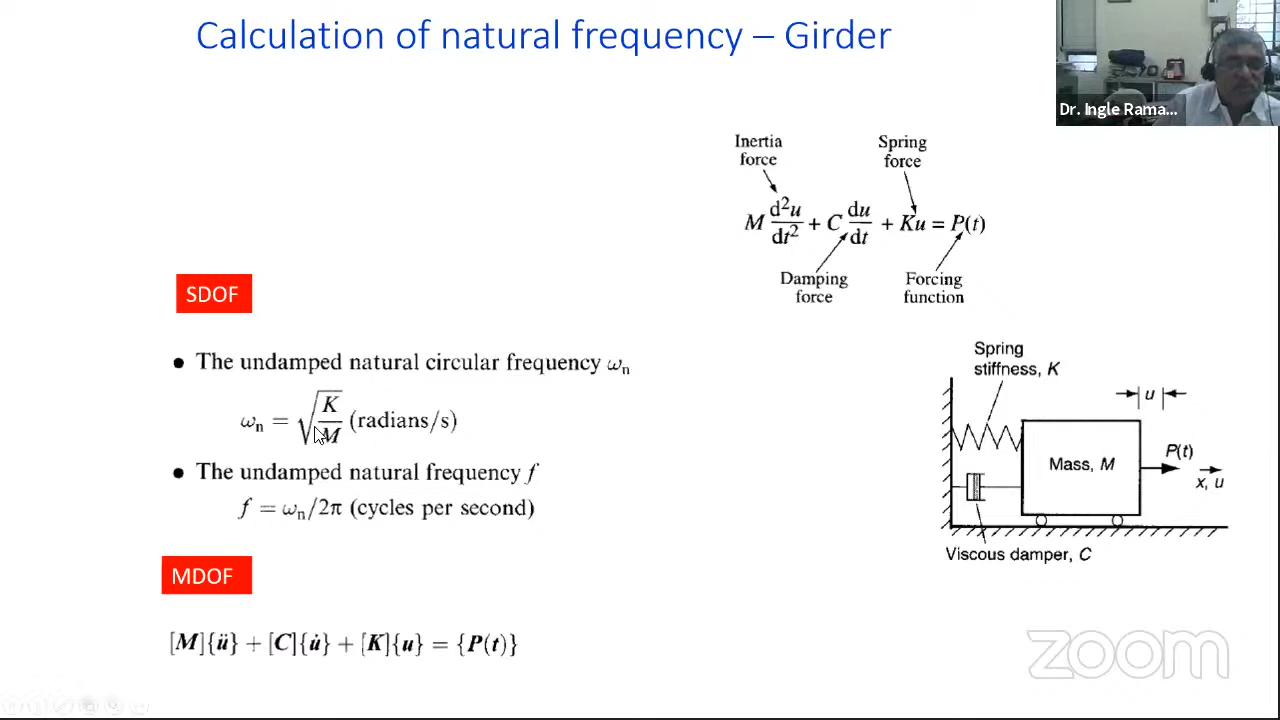 Calculation of natural frequency – Girder
Dr. Ingle Rama...
Inertia force
Spring force
M d²u/dt² + C du/dt + Ku = P(t)
Damping force
Forcing function
SDOF
• The undamped natural circular frequency ωn
ωn = √(K/M) (radians/s)
• The undamped natural frequency f
f = ωn/2π (cycles per second)
Spring stiffness, K
u
Mass, M
P(t)
x, u
Viscous damper, C
MDOF
[M]{ü} + [C]{u̇} + [K]{u} = {P(t)}
zoom